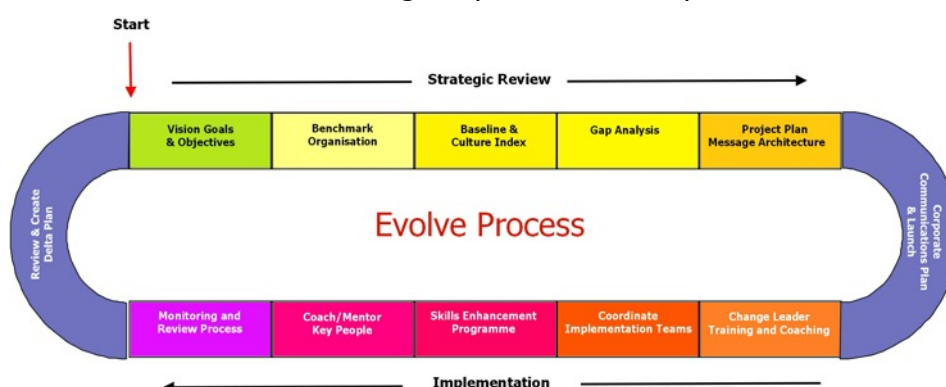 Start
Strategic Review
Vision Goals
& Objectives
Benchmark
Organisation
Baseline &
Culture Index
Gap Analysis
Project Plan
Message Architecture
Corporate
Communications Plan
& Launch
Evolve Process
Review & Create
Delta Plan
Monitoring and
Review Process
Coach/Mentor
Key People
Skills Enhancement
Programme
Coordinate
Implementation Teams
Change Leader
Training and Coaching
Implementation